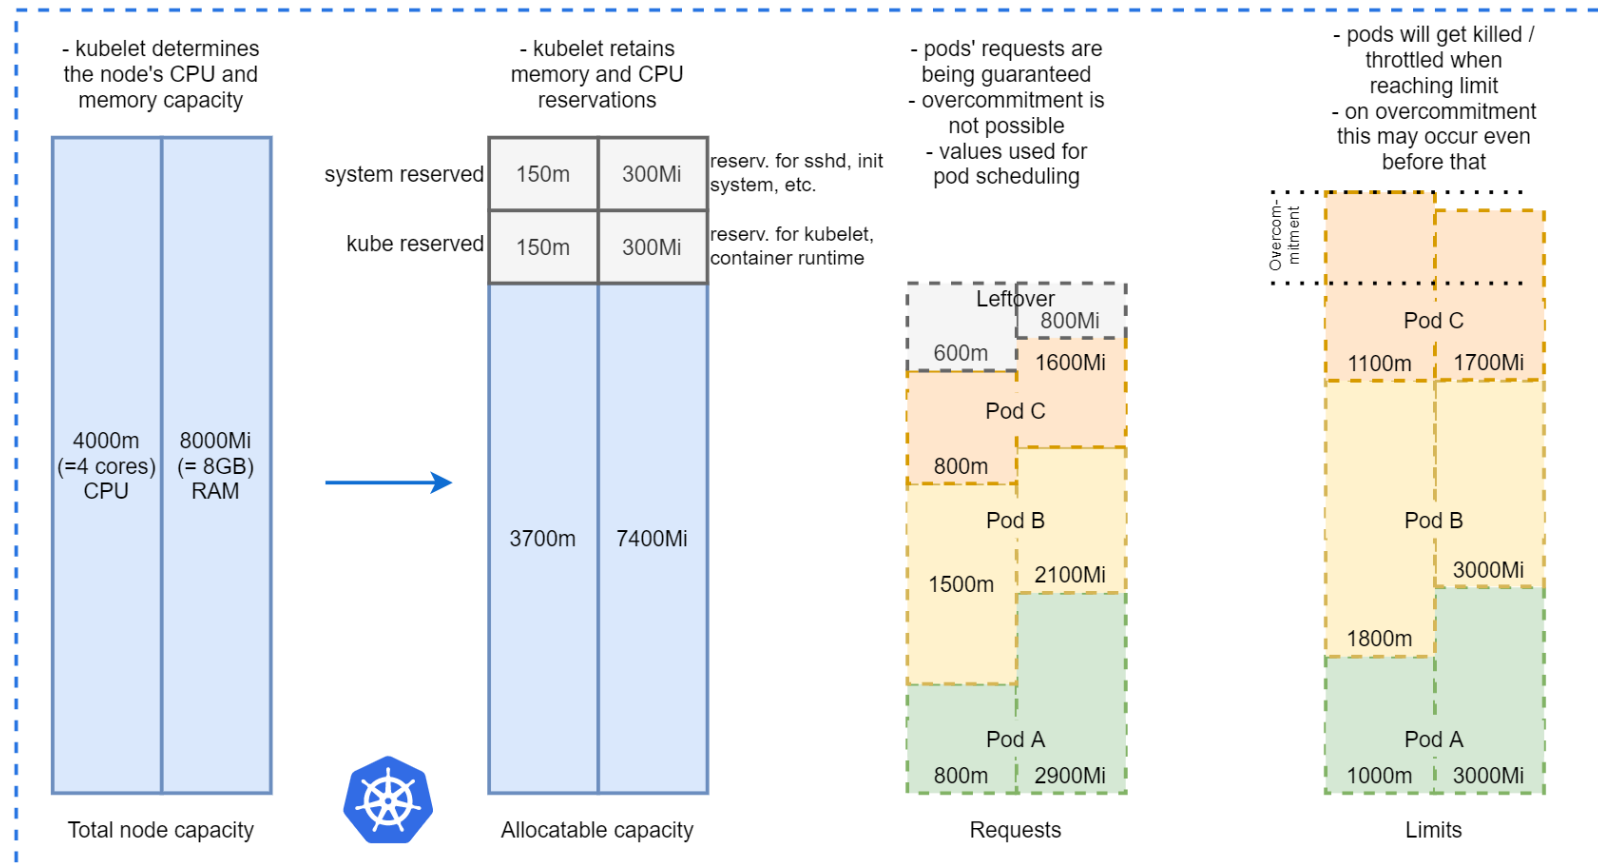 - kubelet determines
the node's CPU and
memory capacity
4000m
(=4 cores)
CPU
8000Mi
(= 8GB)
RAM
Total node capacity
- kubelet retains
memory and CPU
reservations
system reserved
150m
300Mi
reserv. for sshd, init
system, etc.
kube reserved
150m
300Mi
reserv. for kubelet,
container runtime
3700m
7400Mi
Allocatable capacity
- pods' requests are
being guaranteed
- overcommitment is
not possible
- values used for
pod scheduling
Leftover
800Mi
600m
1600Mi
Pod C
800m
Pod B
2100Mi
1500m
Pod A
800m
2900Mi
Requests
- pods will get killed /
throttled when
reaching limit
- on overcommitment
this may occur even
before that
Overcom-
mitment
Pod C
1100m
1700Mi
Pod B
3000Mi
1800m
Pod A
1000m
3000Mi
Limits